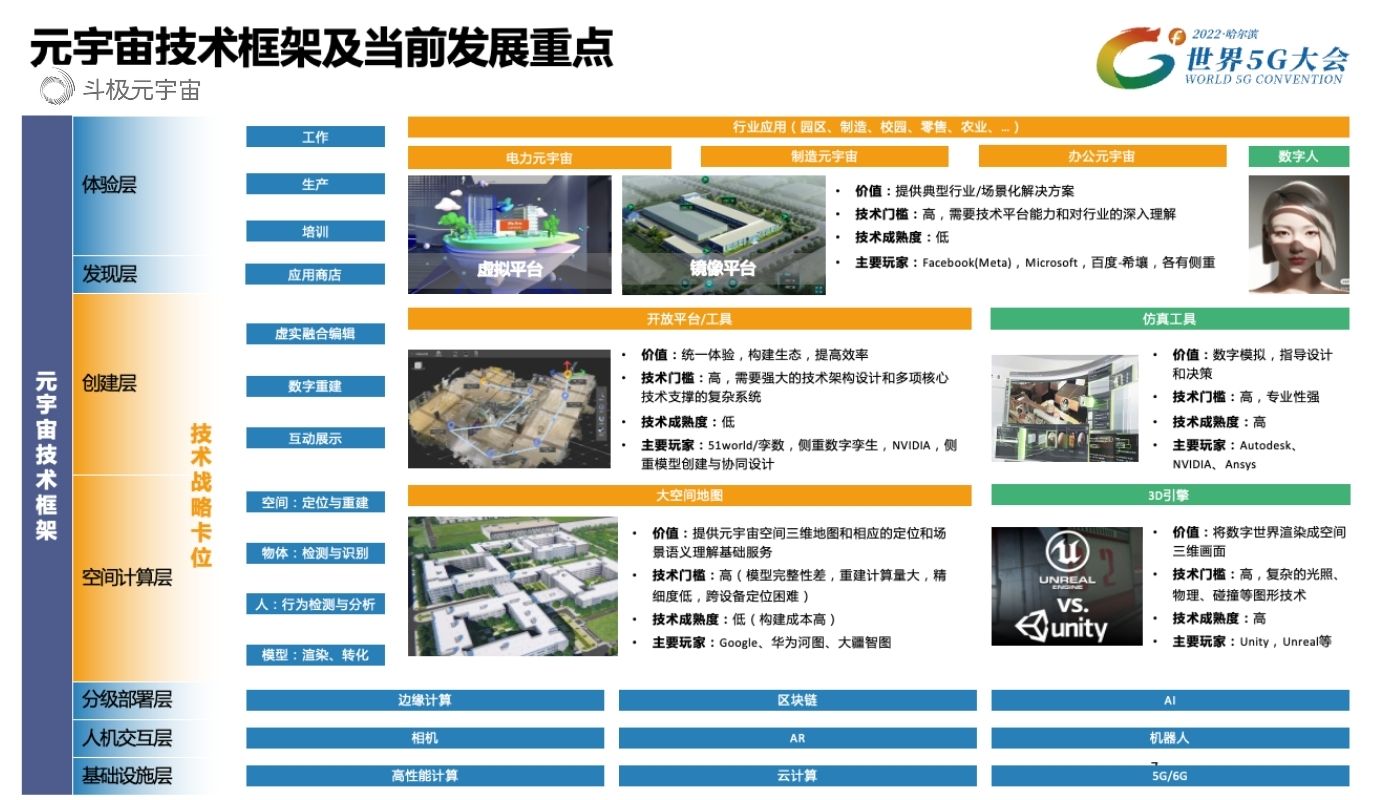 元宇宙技术框架及当前发展重点
斗极元宇宙
2022·哈尔滨
世界5G大会
WORLD 5G CONVENTION
元宇宙技术框架
技术战略卡位
体验层
工作
生产
培训
行业应用（园区、制造、校园、零售、农业、…）
电力元宇宙
制造元宇宙
办公元宇宙
数字人
虚拟平台
镜像平台
• 价值：提供典型行业/场景化解决方案
• 技术门槛：高，需要技术平台能力和对行业的深入理解
• 技术成熟度：低
• 主要玩家：Facebook(Meta)，Microsoft，百度-希壤，各有侧重
发现层
应用商店
创建层
虚实融合编辑
数字重建
互动展示
开放平台/工具
• 价值：统一体验，构建生态，提高效率
• 技术门槛：高，需要强大的技术架构设计和多项核心
技术支撑的复杂系统
• 技术成熟度：低
• 主要玩家：51world/孪数，侧重数字孪生，NVIDIA，侧
重模型创建与协同设计
仿真工具
• 价值：数字模拟，指导设计
和决策
• 技术门槛：高，专业性强
• 技术成熟度：高
• 主要玩家：Autodesk、
NVIDIA、Ansys
空间计算层
空间：定位与重建
物体：检测与识别
人：行为检测与分析
模型：渲染、转化
大空间地图
• 价值：提供元宇宙空间三维地图和相应的定位和场
景语义理解基础服务
• 技术门槛：高（模型完整性差，重建计算量大，精
细度低，跨设备定位困难）
• 技术成熟度：低（构建成本高）
• 主要玩家：Google、华为河图、大疆智图
3D引擎
UNREAL
ENGINE
VS.
unity
• 价值：将数字世界渲染成空间
三维画面
• 技术门槛：高，复杂的光照、
物理、碰撞等图形技术
• 技术成熟度：高
• 主要玩家：Unity，Unreal等
分级部署层
边缘计算
区块链
AI
人机交互层
相机
AR
机器人
基础设施层
高性能计算
云计算
5G/6G